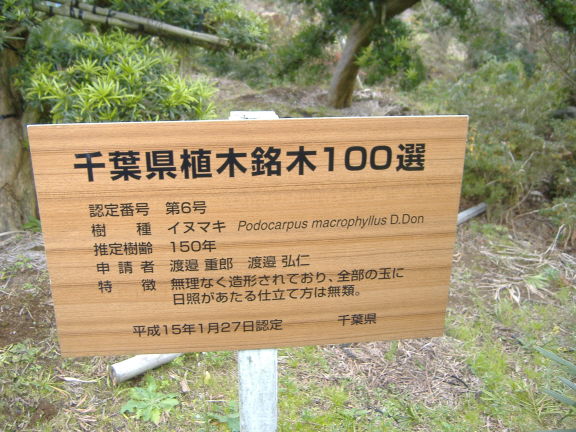 千葉県植木銘木100選
認定番号 第6号
樹 種 イヌマキ Podocarpus macrophyllus D.Don
推定樹齢 150年
申 請 者 渡邉 重郎 渡邉 弘仁
特 徴 無理なく造形されており、全部の玉に
日照があたる仕立て方は無類。
平成15年1月27日認定 千葉県